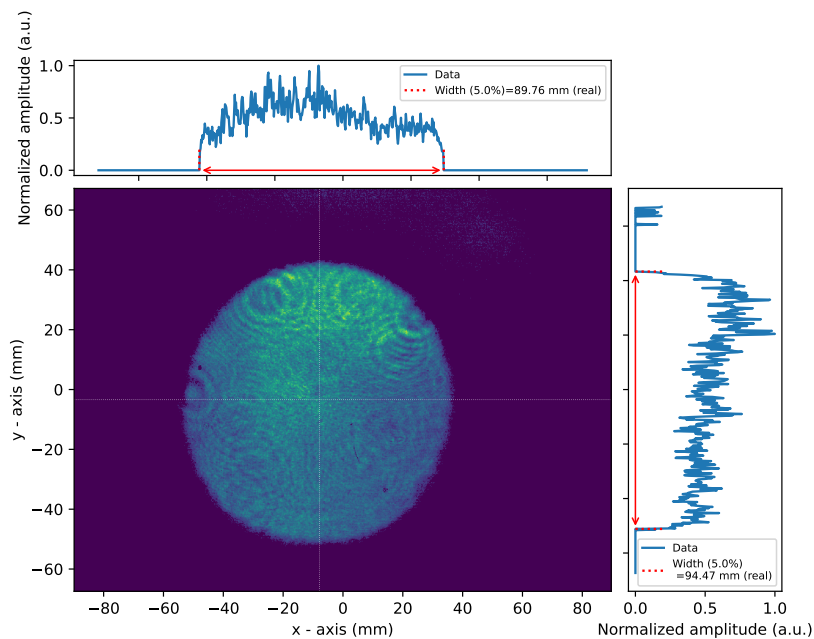 Normalized amplitude (a.u.)
1.0
0.5
0.0
Data
Width (5.0%)=89.76 mm (real)
y - axis (mm)
60
40
20
0
−20
−40
−60
−80
−60
−40
−20
0
20
40
60
80
x - axis (mm)
Data
Width (5.0%)
=94.47 mm (real)
0.0
0.5
1.0
Normalized amplitude (a.u.)